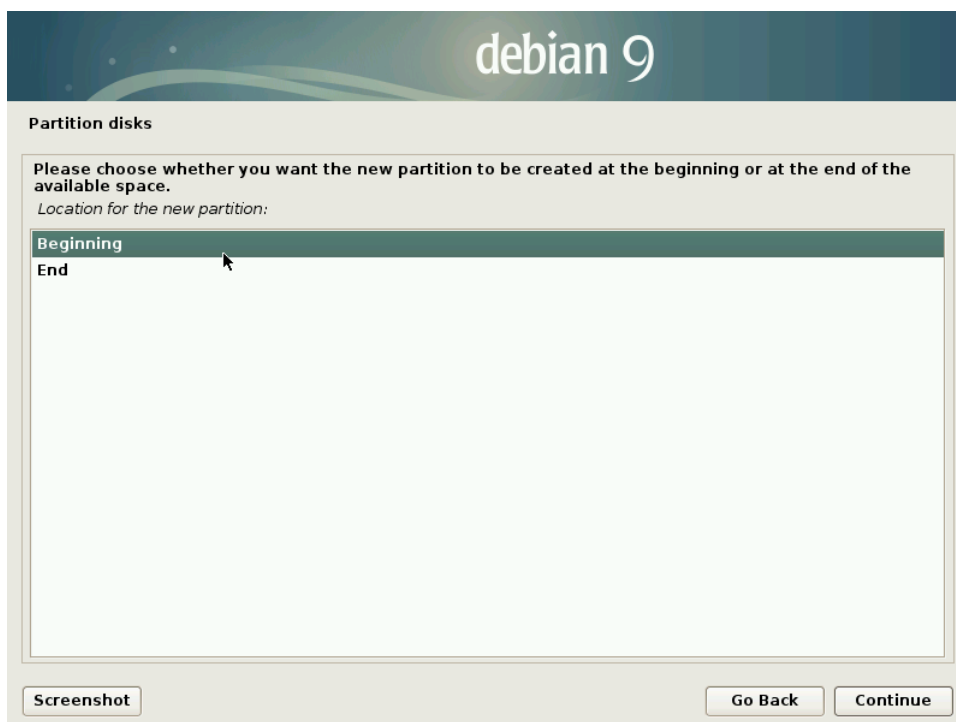 debian 9
Partition disks
Please choose whether you want the new partition to be created at the beginning or at the end of the
available space.
Location for the new partition:
Beginning
End
Screenshot
Go Back
Continue